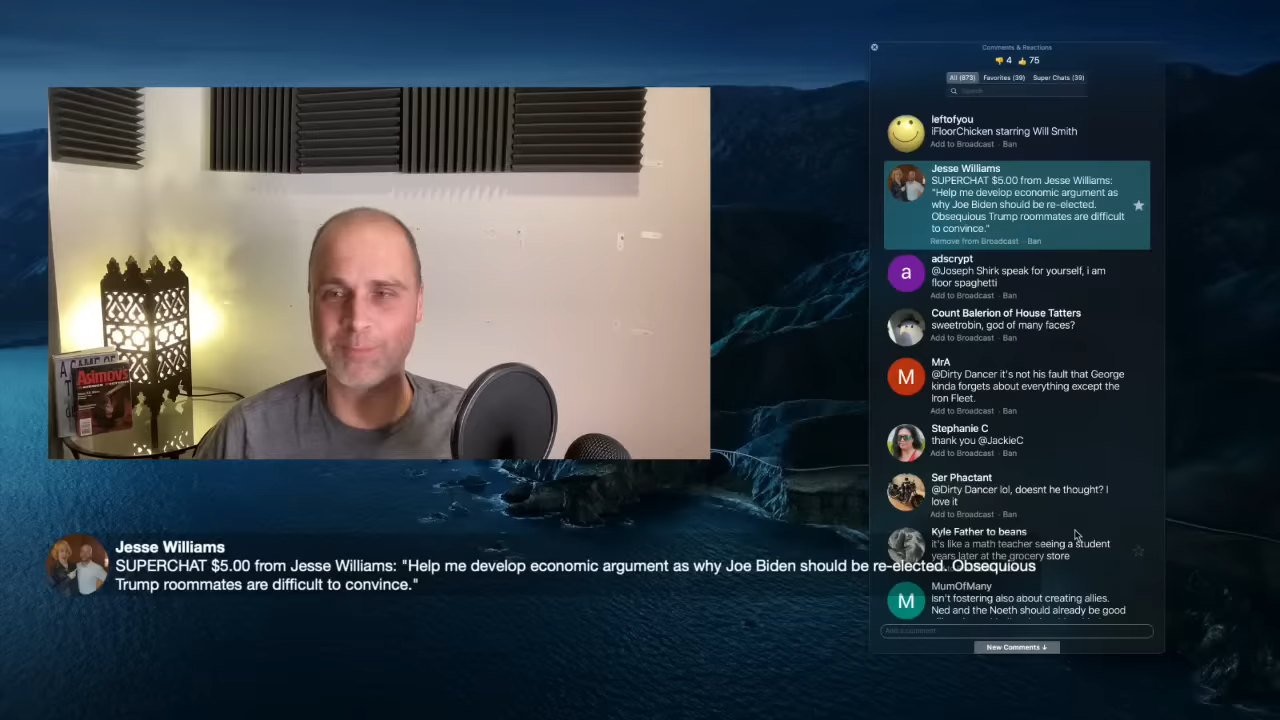 Comments & Reactions
👎 4 👍 75
All (873) Favorites (39) Super Chats (39)
Search
leftofyou
iFloorChicken starring Will Smith
Add to Broadcast · Ban
Jesse Williams
SUPERCHAT $5.00 from Jesse Williams:
"Help me develop economic argument as
why Joe Biden should be re-elected.
Obsequious Trump roommates are difficult
to convince."
Remove from Broadcast · Ban
a
adscrypt
@Joseph Shirk speak for yourself, i am
floor spaghetti
Add to Broadcast · Ban
Count Balerion of House Tatters
sweetrobin, god of many faces?
Add to Broadcast · Ban
M
MrA
@Dirty Dancer it's not his fault that George
kinda forgets about everything except the
Iron Fleet.
Add to Broadcast · Ban
Stephanie C
thank you @JackieC
Add to Broadcast · Ban
Ser Phactant
@Dirty Dancer lol, doesnt he thought? I
love it
Add to Broadcast · Ban
Kyle Father to beans
it's like a math teacher seeing a student
years later at the grocery store
M
MumOfMany
Isn't fostering also about creating allies.
Ned and the Noeth should already be good
Add a comment
New Comments ↓
A GAME OF
Asimov's
Jesse Williams
SUPERCHAT $5.00 from Jesse Williams: "Help me develop economic argument as why Joe Biden should be re-elected. Obsequious
Trump roommates are difficult to convince."